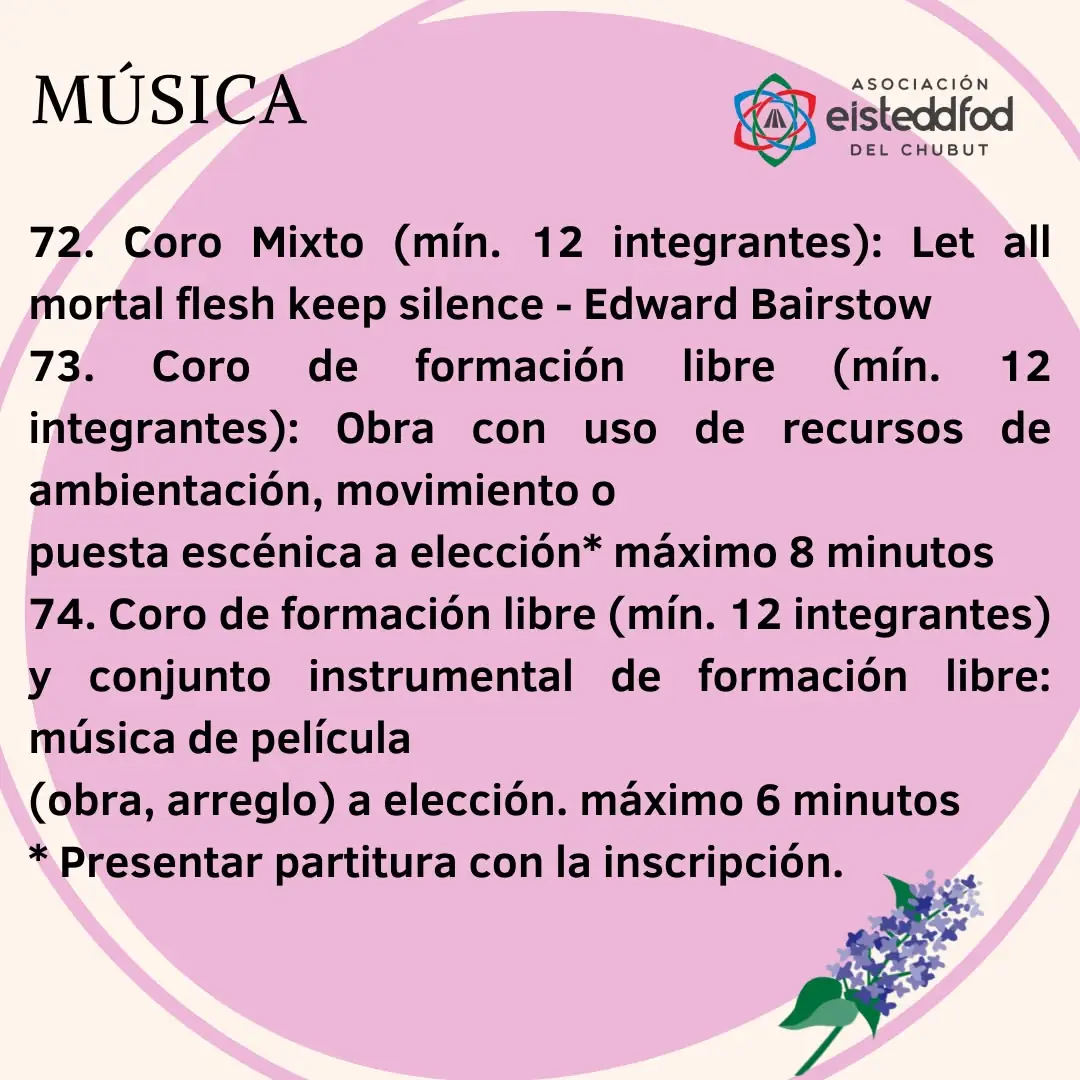 MÚSICA
ASOCIACIÓN
eisteddfod
DEL CHUBUT
72. Coro Mixto (mín. 12 integrantes): Let all
mortal flesh keep silence - Edward Bairstow
73. Coro de formación libre (mín. 12
integrantes): Obra con uso de recursos de
ambientación, movimiento o
puesta escénica a elección* máximo 8 minutos
74. Coro de formación libre (mín. 12 integrantes)
y conjunto instrumental de formación libre:
música de película
(obra, arreglo) a elección. máximo 6 minutos
* Presentar partitura con la inscripción.